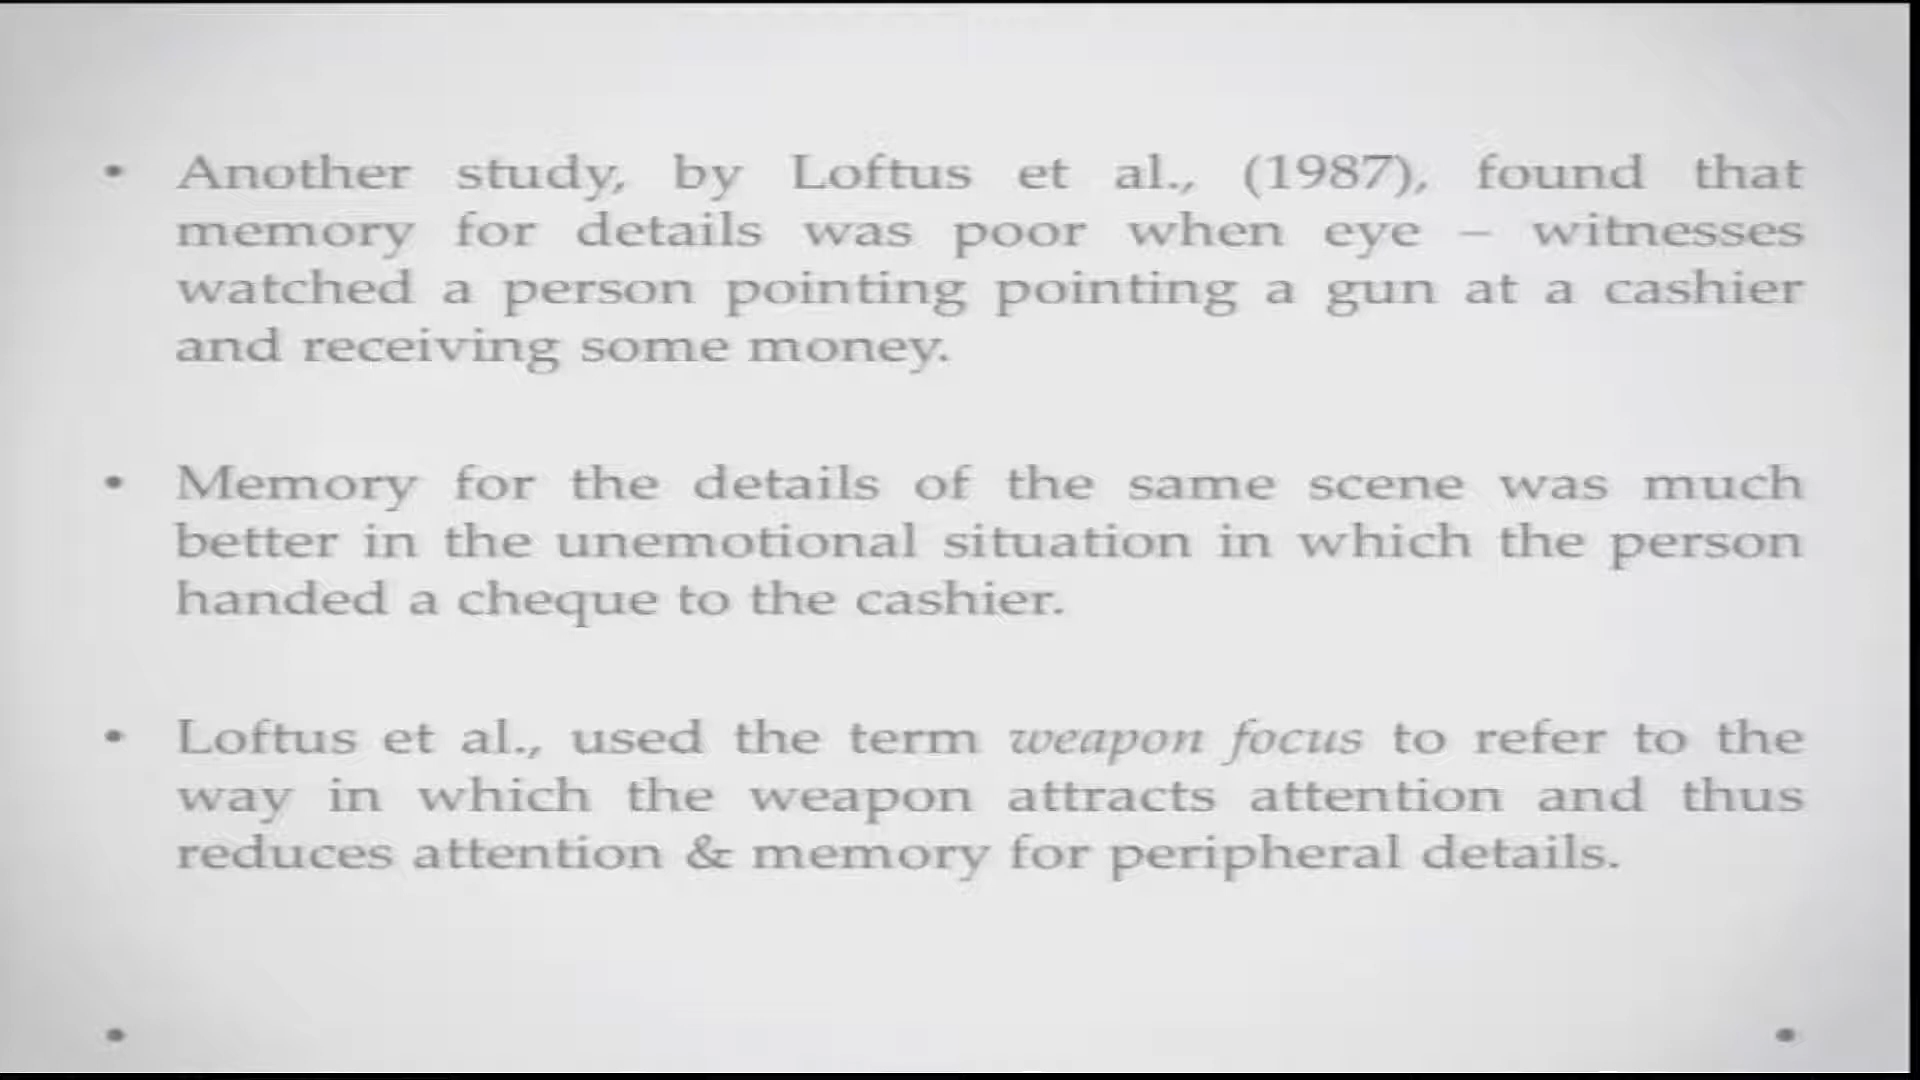 • Another study, by Loftus et al., (1987), found that
memory for details was poor when eye – witnesses
watched a person pointing pointing a gun at a cashier
and receiving some money.
• Memory for the details of the same scene was much
better in the unemotional situation in which the person
handed a cheque to the cashier.
• Loftus et al., used the term weapon focus to refer to the
way in which the weapon attracts attention and thus
reduces attention & memory for peripheral details.